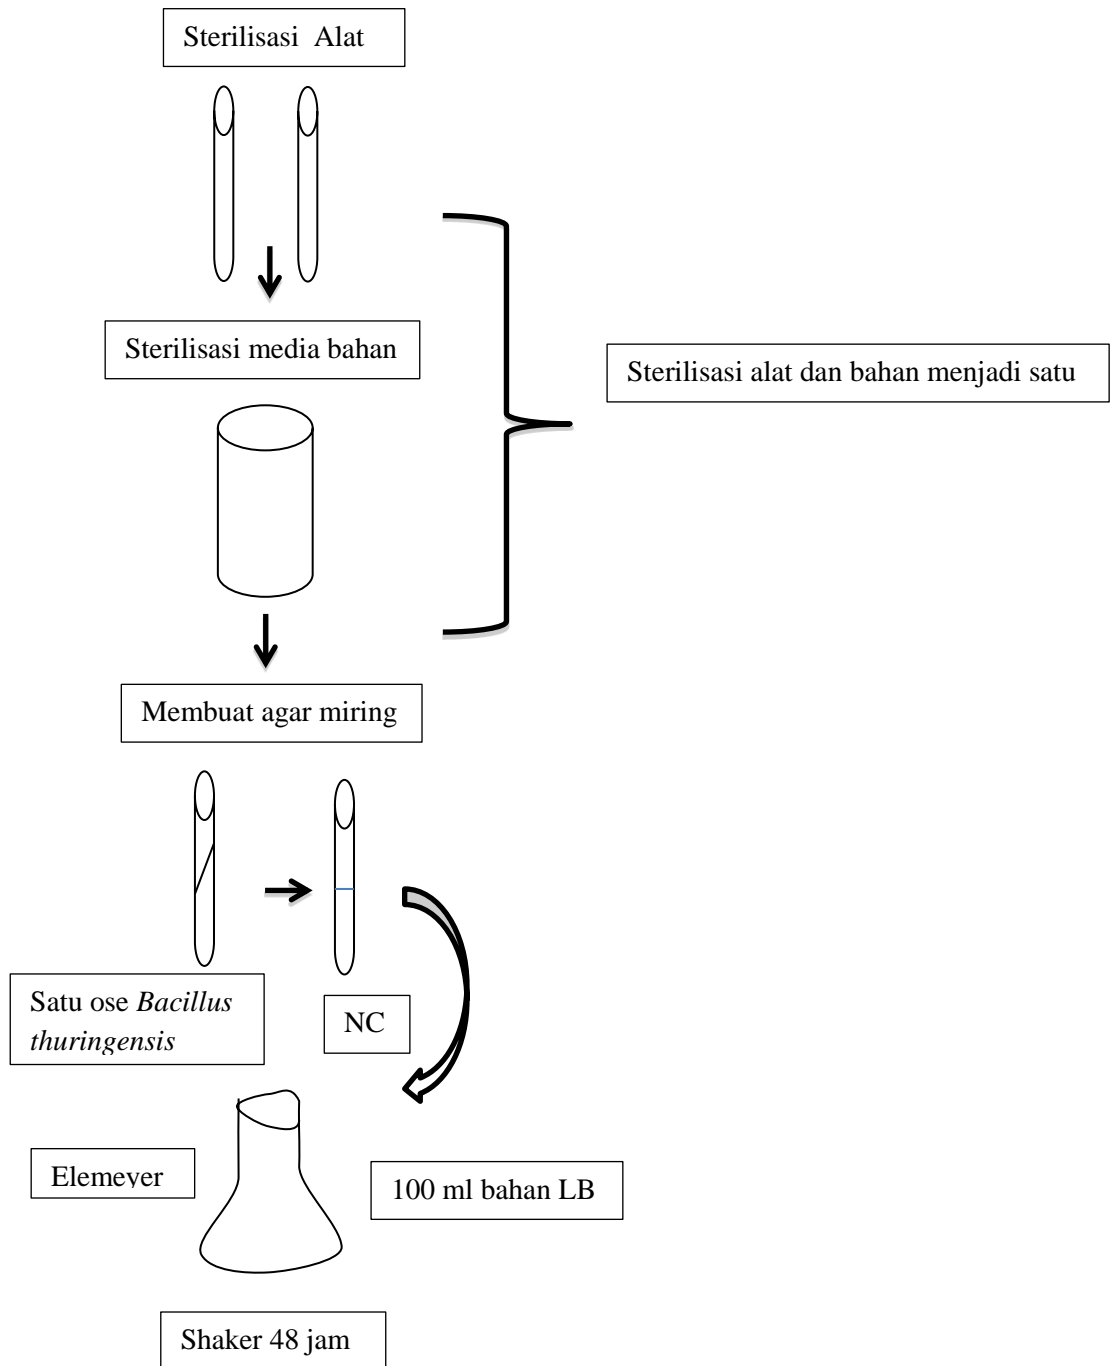 Sterilisasi Alat
Sterilisasi media bahan
Sterilisasi alat dan bahan menjadi satu
Membuat agar miring
Satu ose Bacillus
thuringensis
NC
Elemeyer
100 ml bahan LB
Shaker 48 jam